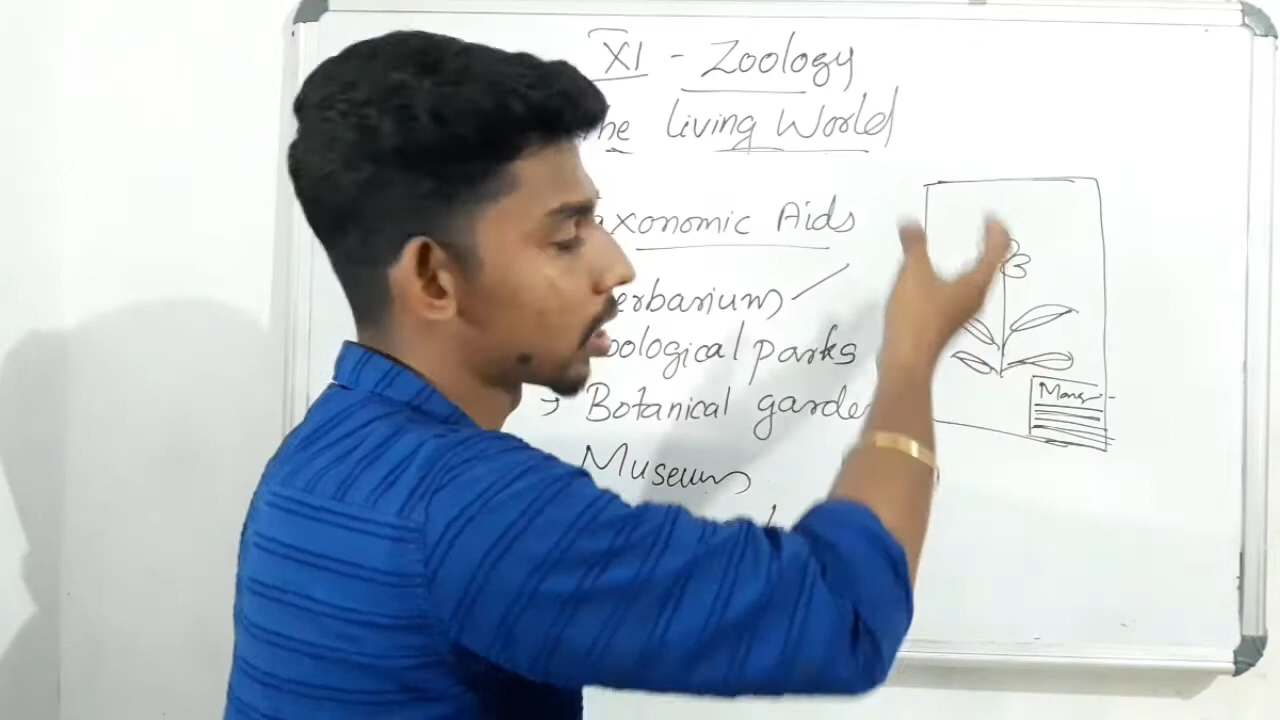 XI - Zoology
he living World
axonomic Aids
erbarium
oological parks
→ Botanical garde
Museum